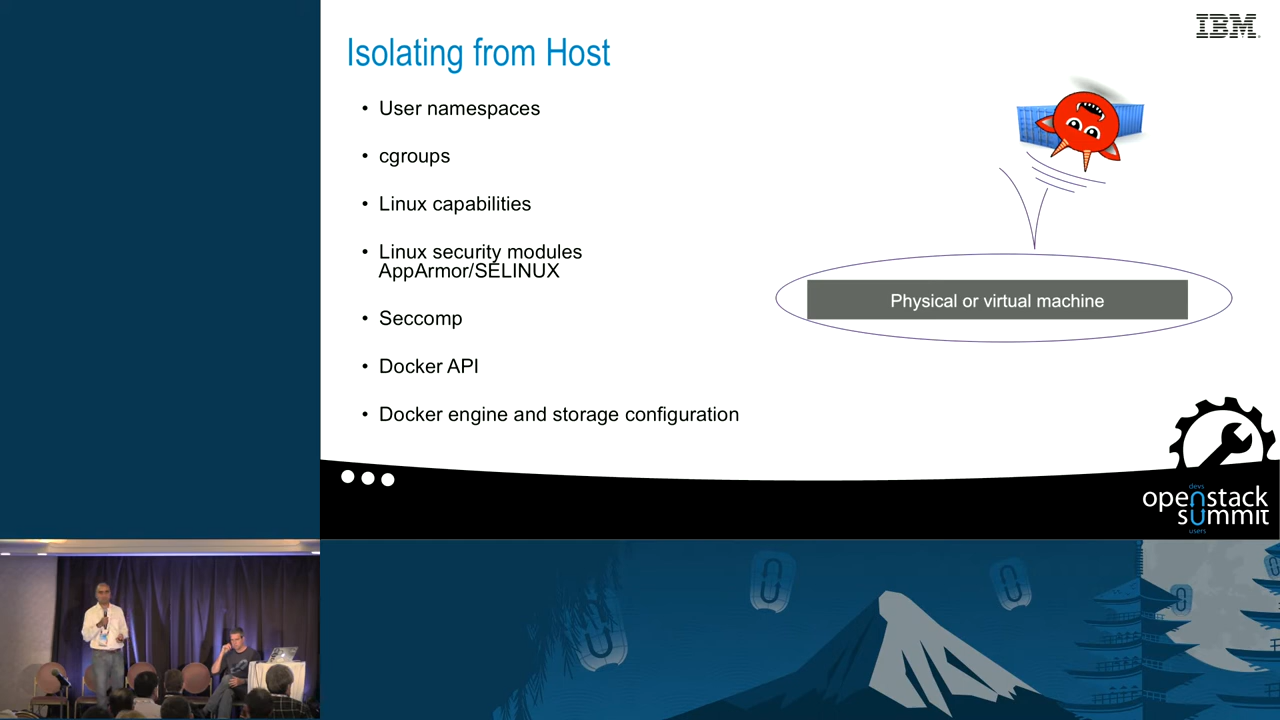 IBM
Isolating from Host
• User namespaces
• cgroups
• Linux capabilities
• Linux security modules
AppArmor/SELINUX
• Seccomp
• Docker API
• Docker engine and storage configuration
Physical or virtual machine
devs
openstack
summit
users